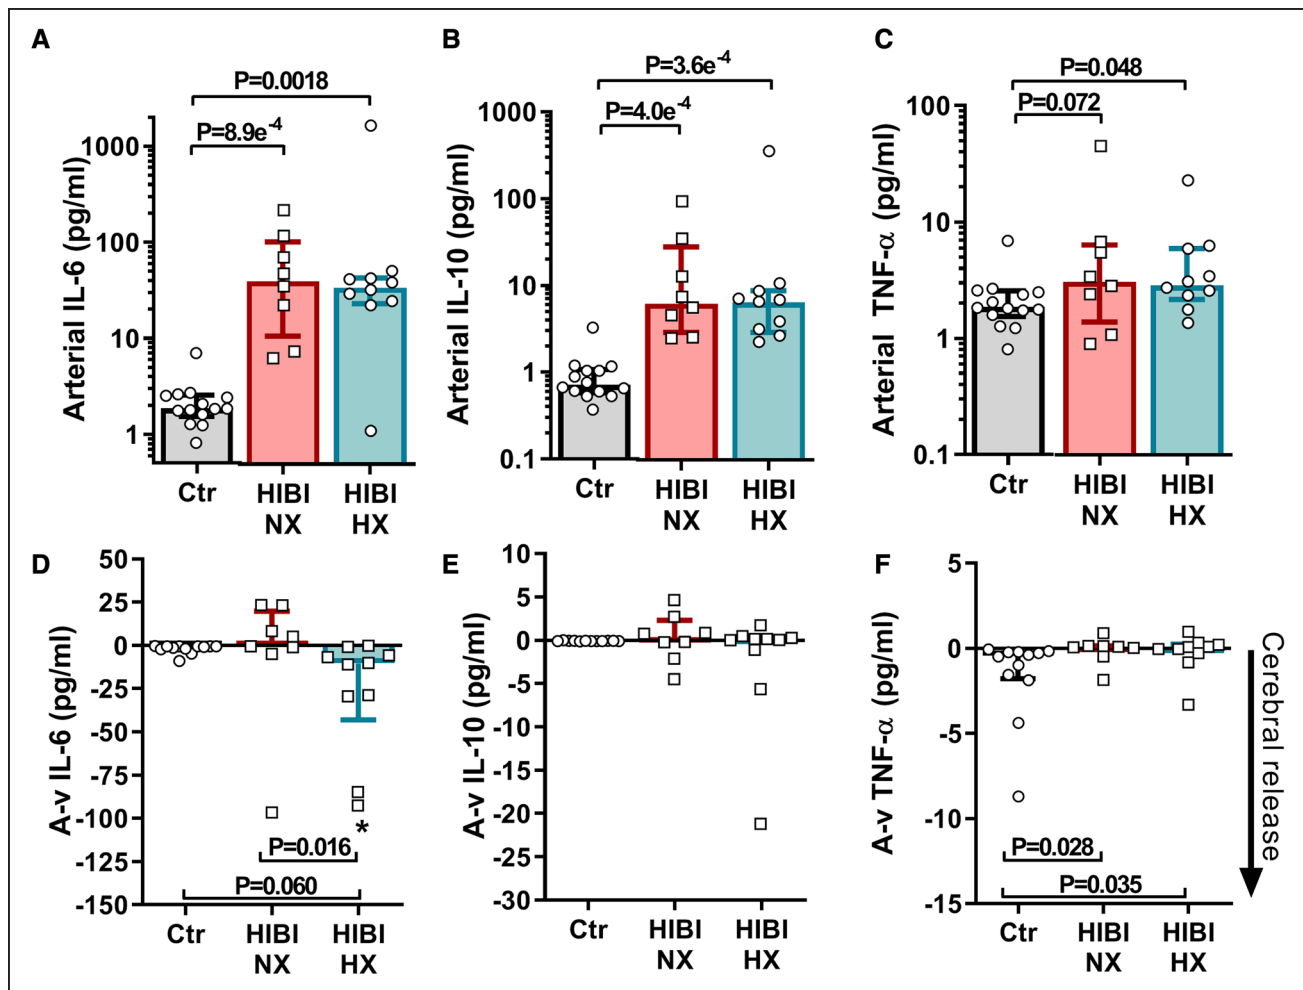 A
P=0.0018
P=8.9e-4
Arterial IL-6 (pg/ml)
1000
100
10
1
Ctr
HIBI
NX
HIBI
HX
B
P=3.6e-4
P=4.0e-4
Arterial IL-10 (pg/ml)
1000
100
10
1
0.1
Ctr
HIBI
NX
HIBI
HX
C
P=0.048
P=0.072
Arterial TNF-α (pg/ml)
100
10
1
0.1
Ctr
HIBI
NX
HIBI
HX
D
A-v IL-6 (pg/ml)
50
25
0
-25
-50
-75
-100
-125
-150
*
P=0.016
P=0.060
Ctr
HIBI
NX
HIBI
HX
E
A-v IL-10 (pg/ml)
10
5
0
-5
-10
-15
-20
-25
-30
Ctr
HIBI
NX
HIBI
HX
F
A-v TNF-α (pg/ml)
5
0
-5
-10
-15
P=0.028
P=0.035
Ctr
HIBI
NX
HIBI
HX
Cerebral release